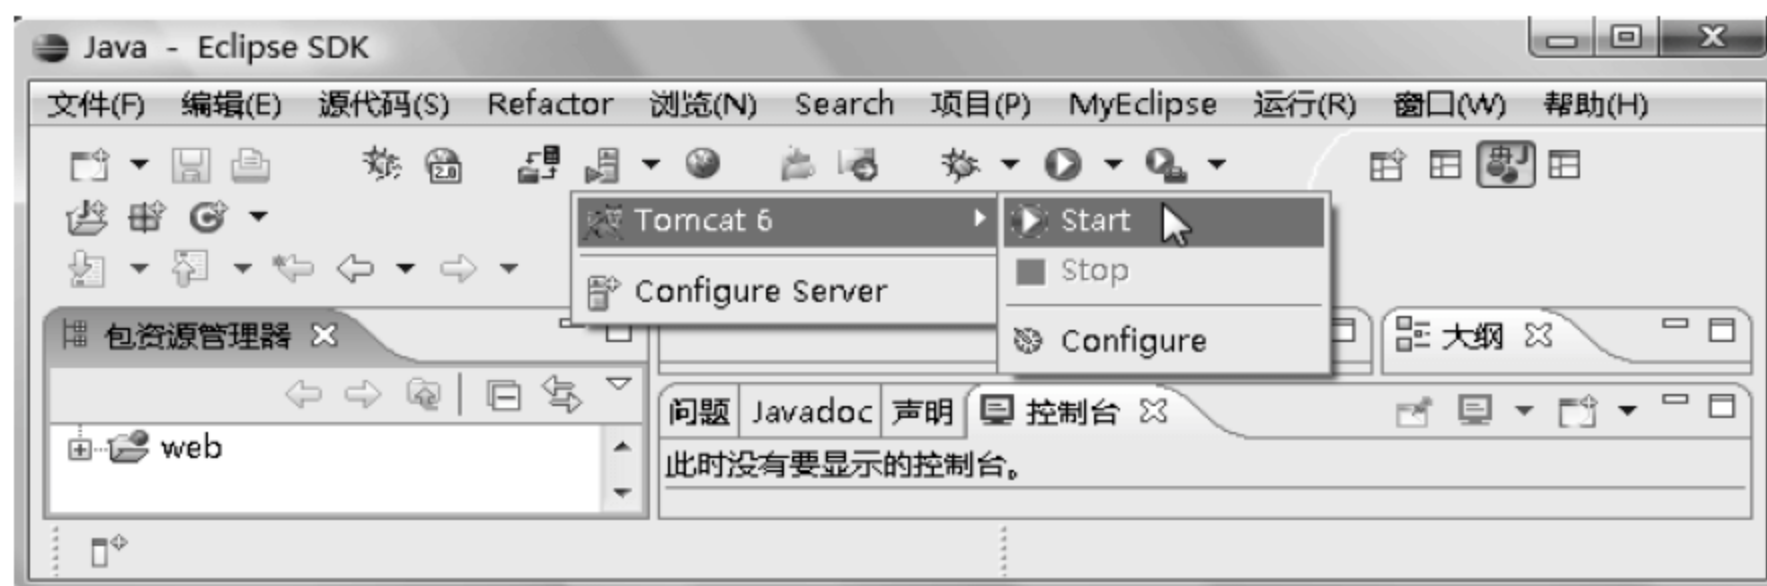 Java - Eclipse SDK
文件(F) 编辑(E) 源代码(S) Refactor 浏览(N) Search 项目(P) MyEclipse 运行(R) 窗口(W) 帮助(H)
2.0
Tomcat 6
Start
Stop
Configure Server
Configure
包资源管理器
大纲
问题 Javadoc 声明 控制台
web
此时没有要显示的控制台。